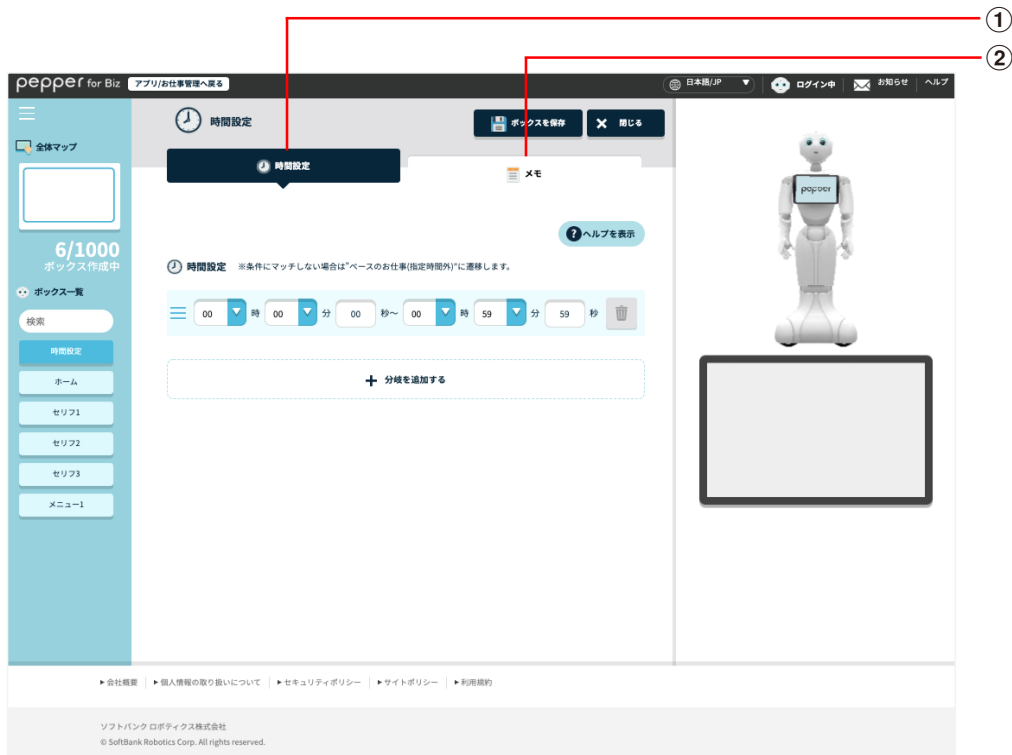 ①
②
pepper for Biz アプリ/お仕事管理へ戻る 日本語/JP ▼ ログイン中 お知らせ ヘルプ
時間設定 ボックスを保存 閉じる
全体マップ
時間設定 メモ
6/1000
ボックス作成中
ボックス一覧
検索
時間設定
ホーム
セリフ1
セリフ2
セリフ3
メニュー1
?ヘルプを表示
時間設定 ※条件にマッチしない場合は"ベースのお仕事(指定時間外)"に遷移します。
00 時 00 分 00 秒〜 00 時 59 分 59 秒
+ 分岐を追加する
pepper
▶会社概要 ▶個人情報の取り扱いについて ▶セキュリティポリシー ▶サイトポリシー ▶利用規約
ソフトバンク ロボティクス株式会社
© SoftBank Robotics Corp. All rights reserved.